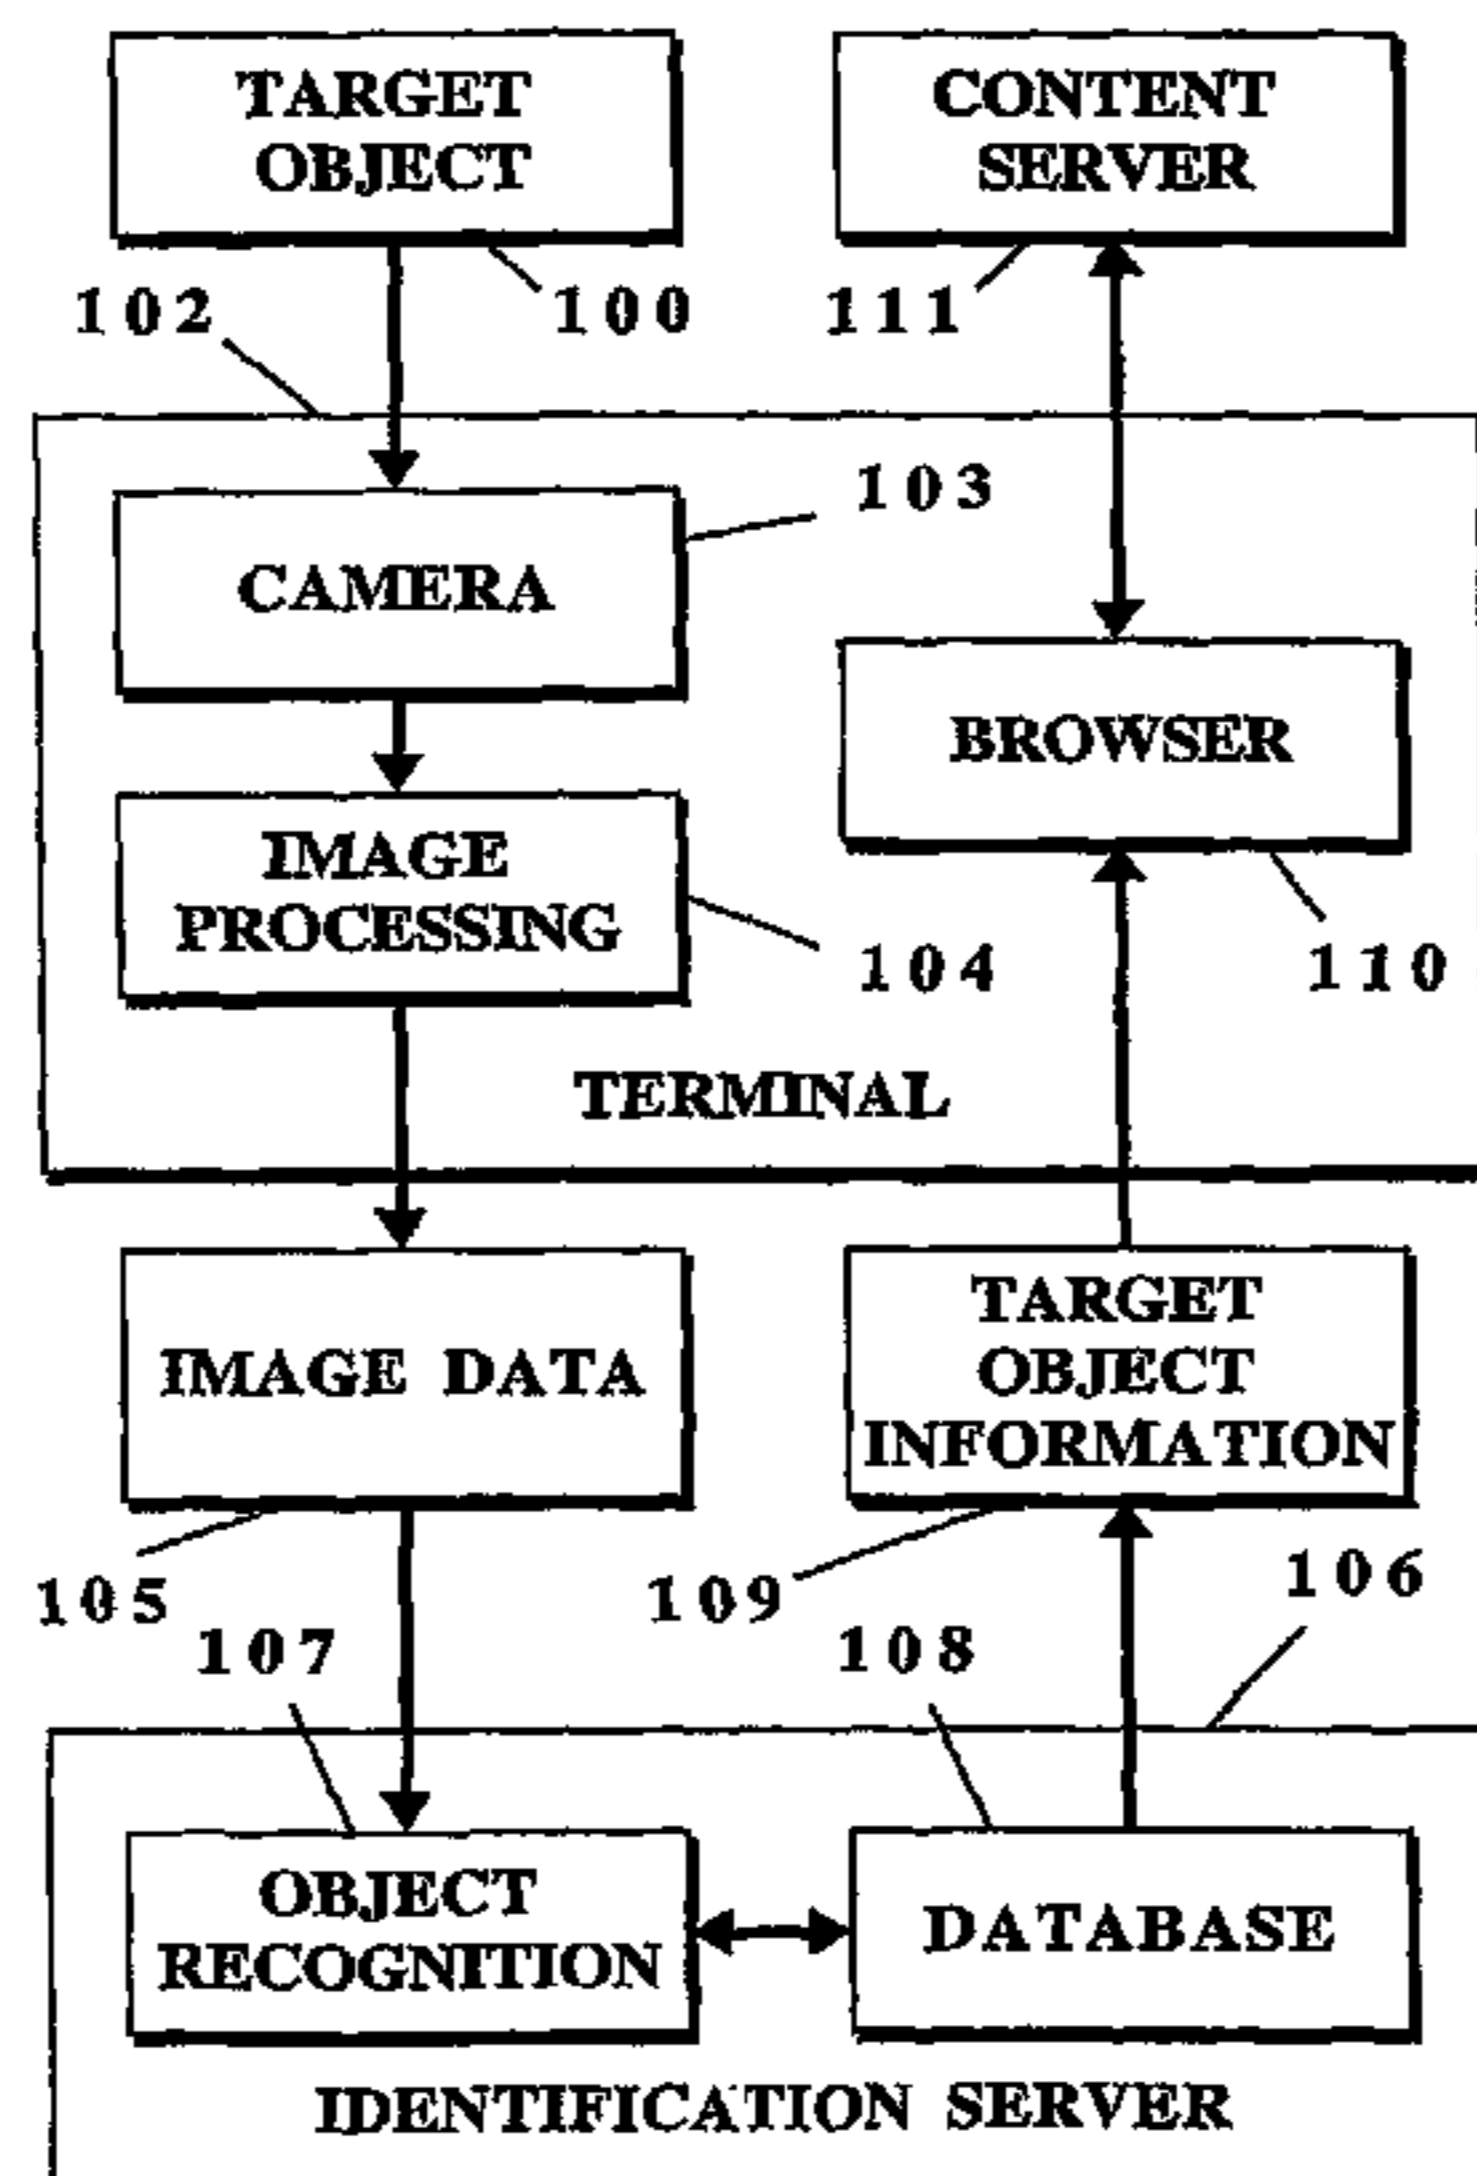 TARGET
OBJECT
CONTENT
SERVER
102
100
111
103
CAMERA
BROWSER
IMAGE
PROCESSING
104
110
TERMINAL
IMAGE DATA
TARGET
OBJECT
INFORMATION
105
109
106
107
108
OBJECT
RECOGNITION
DATABASE
IDENTIFICATION SERVER